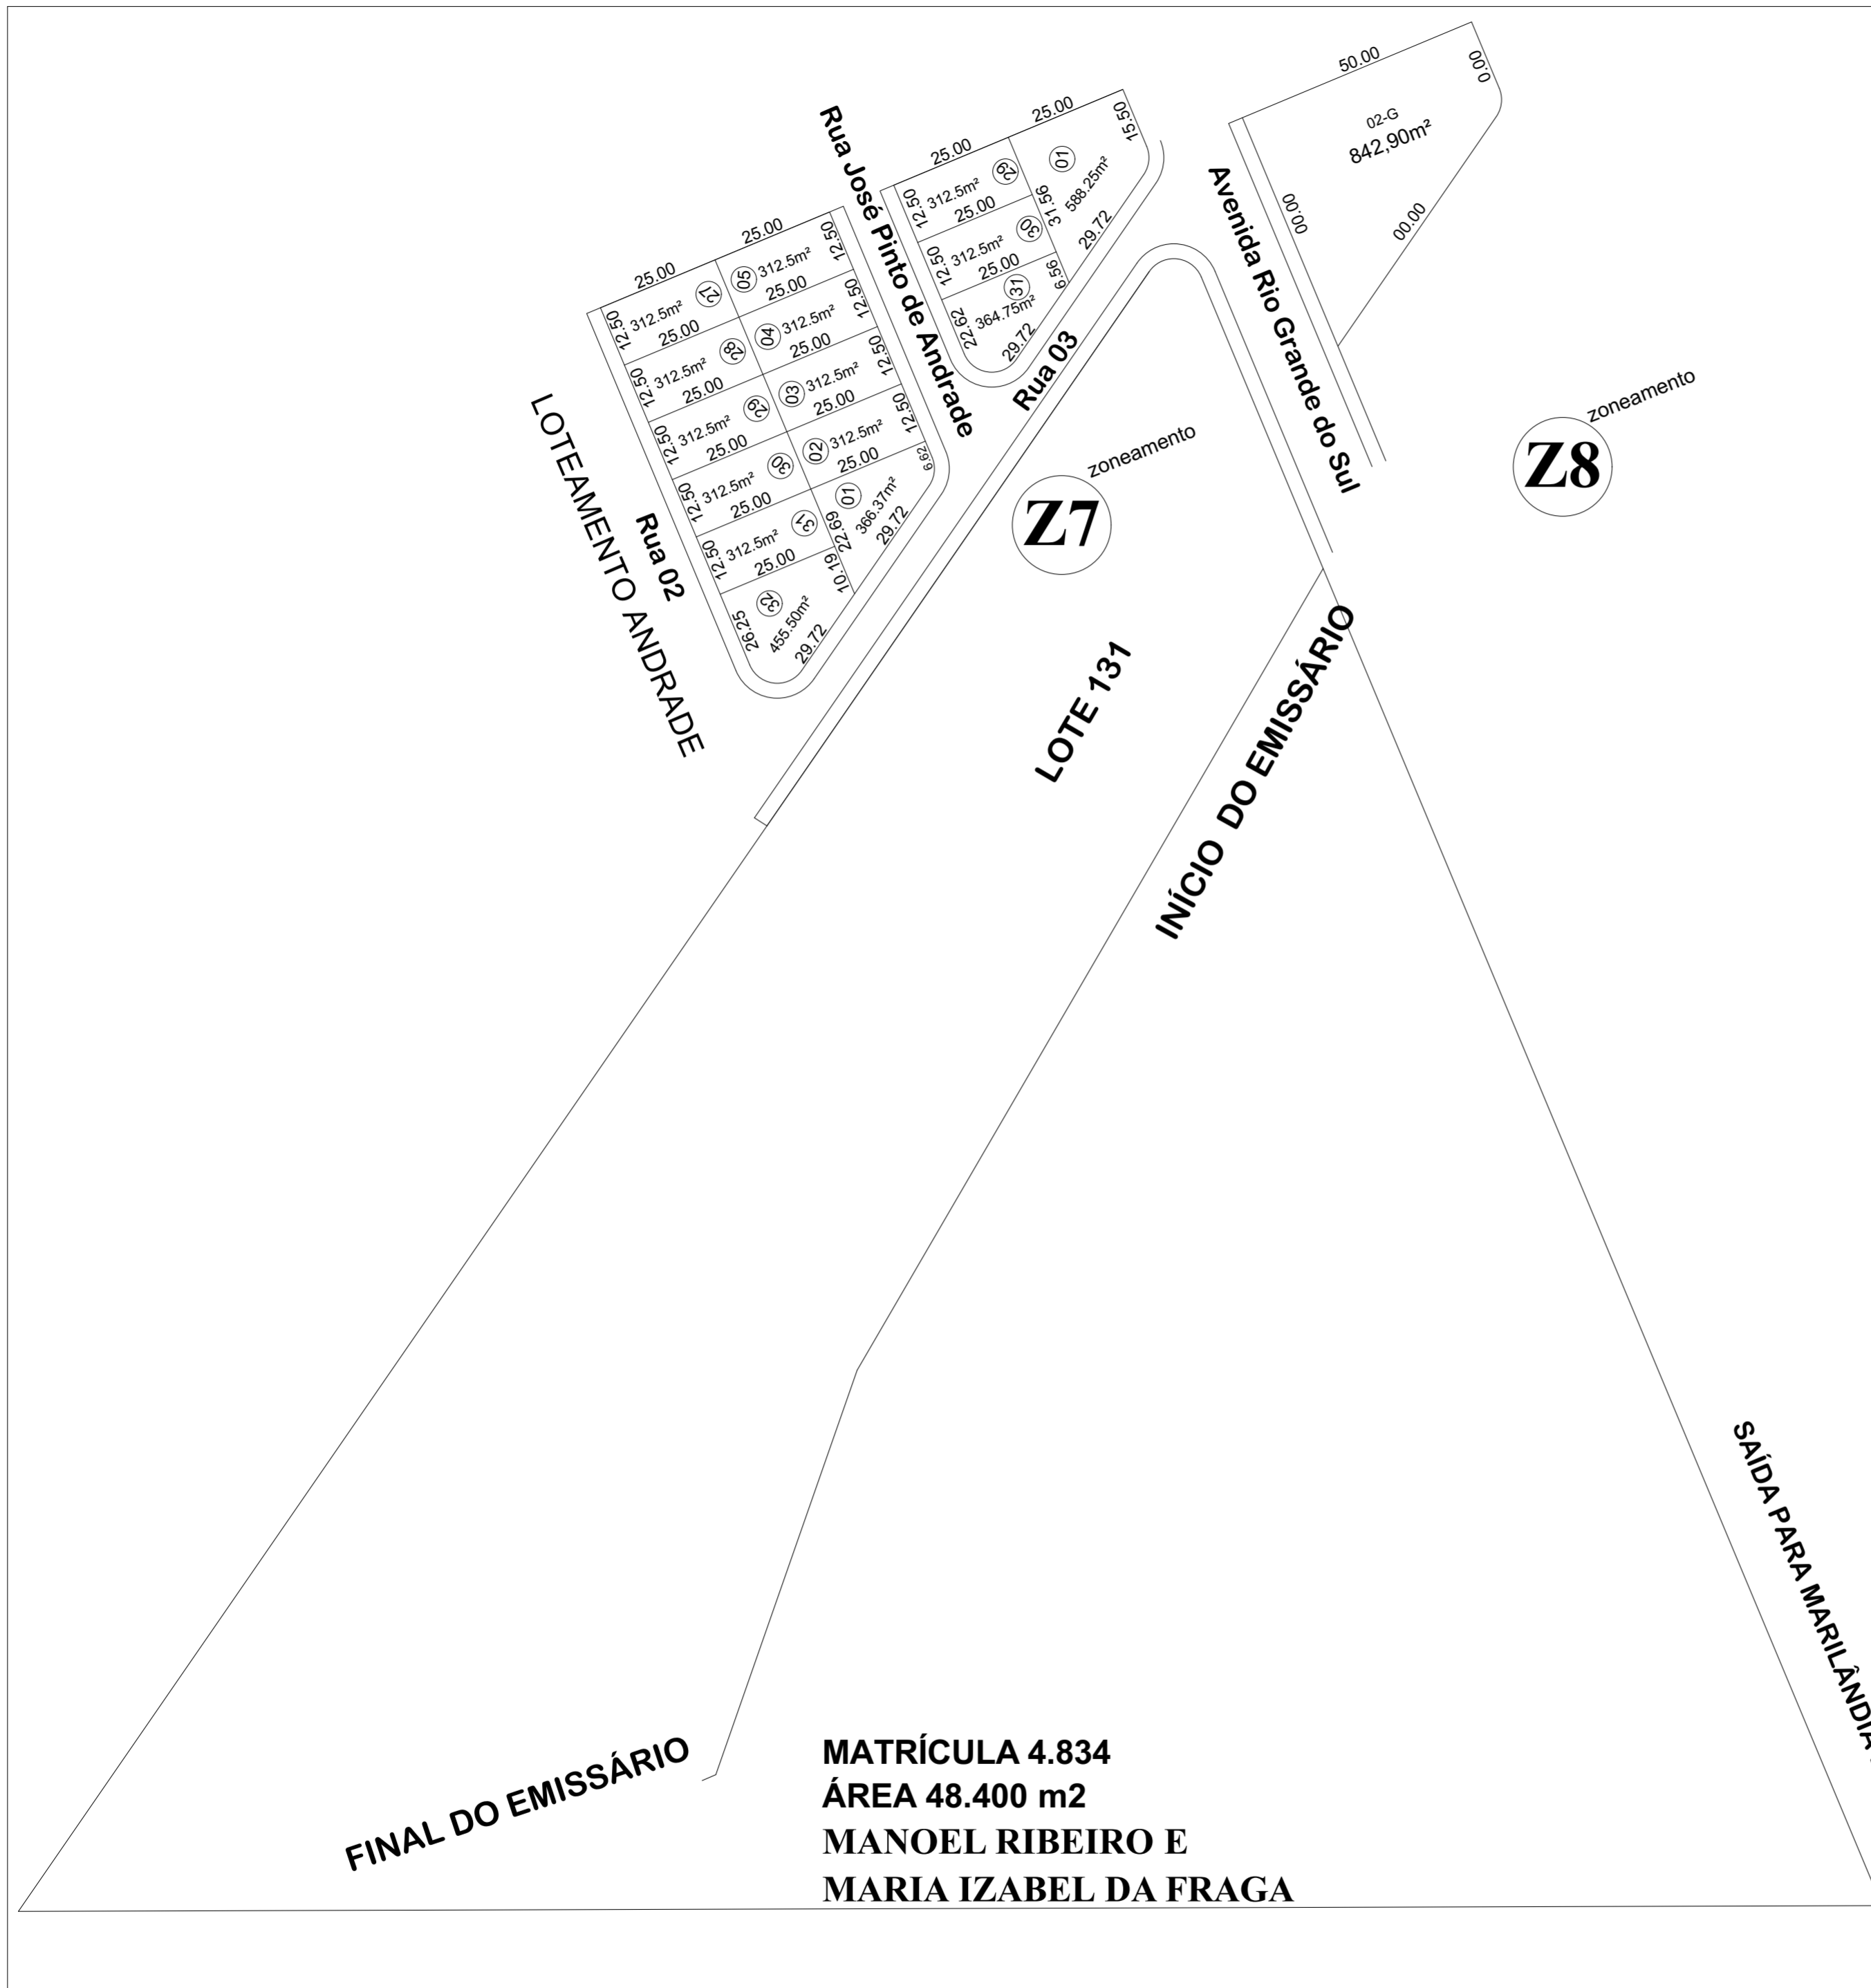 50.00
0.00
02-G
842,90m²
00.00
00.00
Avenida Rio Grande do Sul
25.00
25.00
15.50
12.50
312.5m²
29
25.00
01
588.25m²
31.56
29.72
12.50
312.5m²
30
25.00
6.56
31
364.75m²
22.62
29.72
Rua José Pinto de Andrade
Rua 03
25.00
25.00
12.50
312.5m²
27
25.00
05
312.5m²
25.00
12.50
12.50
312.5m²
28
25.00
04
312.5m²
25.00
12.50
12.50
312.5m²
29
25.00
03
312.5m²
25.00
12.50
12.50
312.5m²
30
25.00
02
312.5m²
25.00
12.50
12.50
312.5m²
31
25.00
01
366.37m²
6.62
22.69
29.72
10.19
32
455.50m²
26.25
29.72
Rua 02
LOTEAMENTO ANDRADE
zoneamento
Z7
zoneamento
Z8
LOTE 131
INÍCIO DO EMISSÁRIO
SAÍDA PARA MARILÂNDIA
FINAL DO EMISSÁRIO
MATRÍCULA 4.834
ÁREA 48.400 m2
MANOEL RIBEIRO E
MARIA IZABEL DA FRAGA